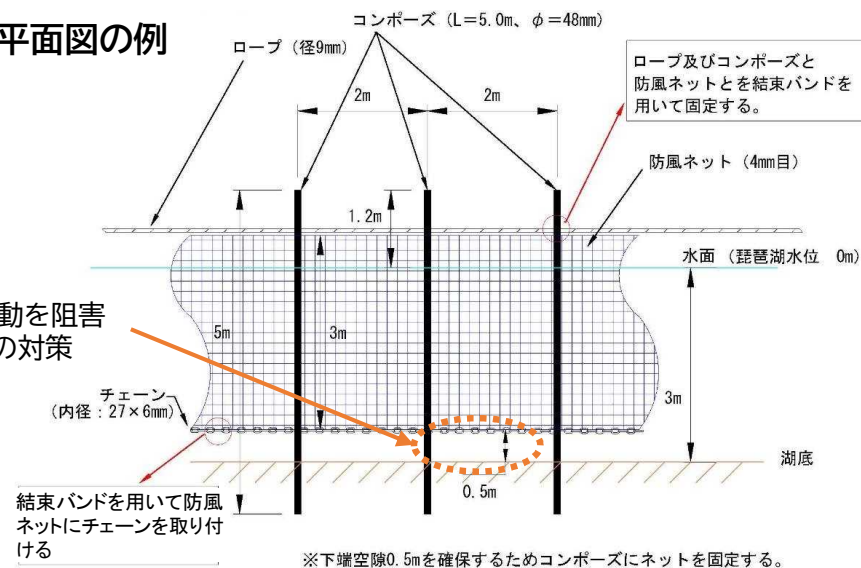 平面図の例
コンポーズ (L=5.0m、φ=48mm)
ロープ (径9mm)
ロープ及びコンポーズと
防風ネットとを結束バンドを
用いて固定する。
2m
2m
防風ネット (4mm目)
1.2m
水面 (琵琶湖水位 0m)
動を阻害
の対策
5m
3m
チェーン
(内径:27×6mm)
3m
湖底
0.5m
結束バンドを用いて防風
ネットにチェーンを取り付
ける
※下端空隙0.5mを確保するためコンポーズにネットを固定する。